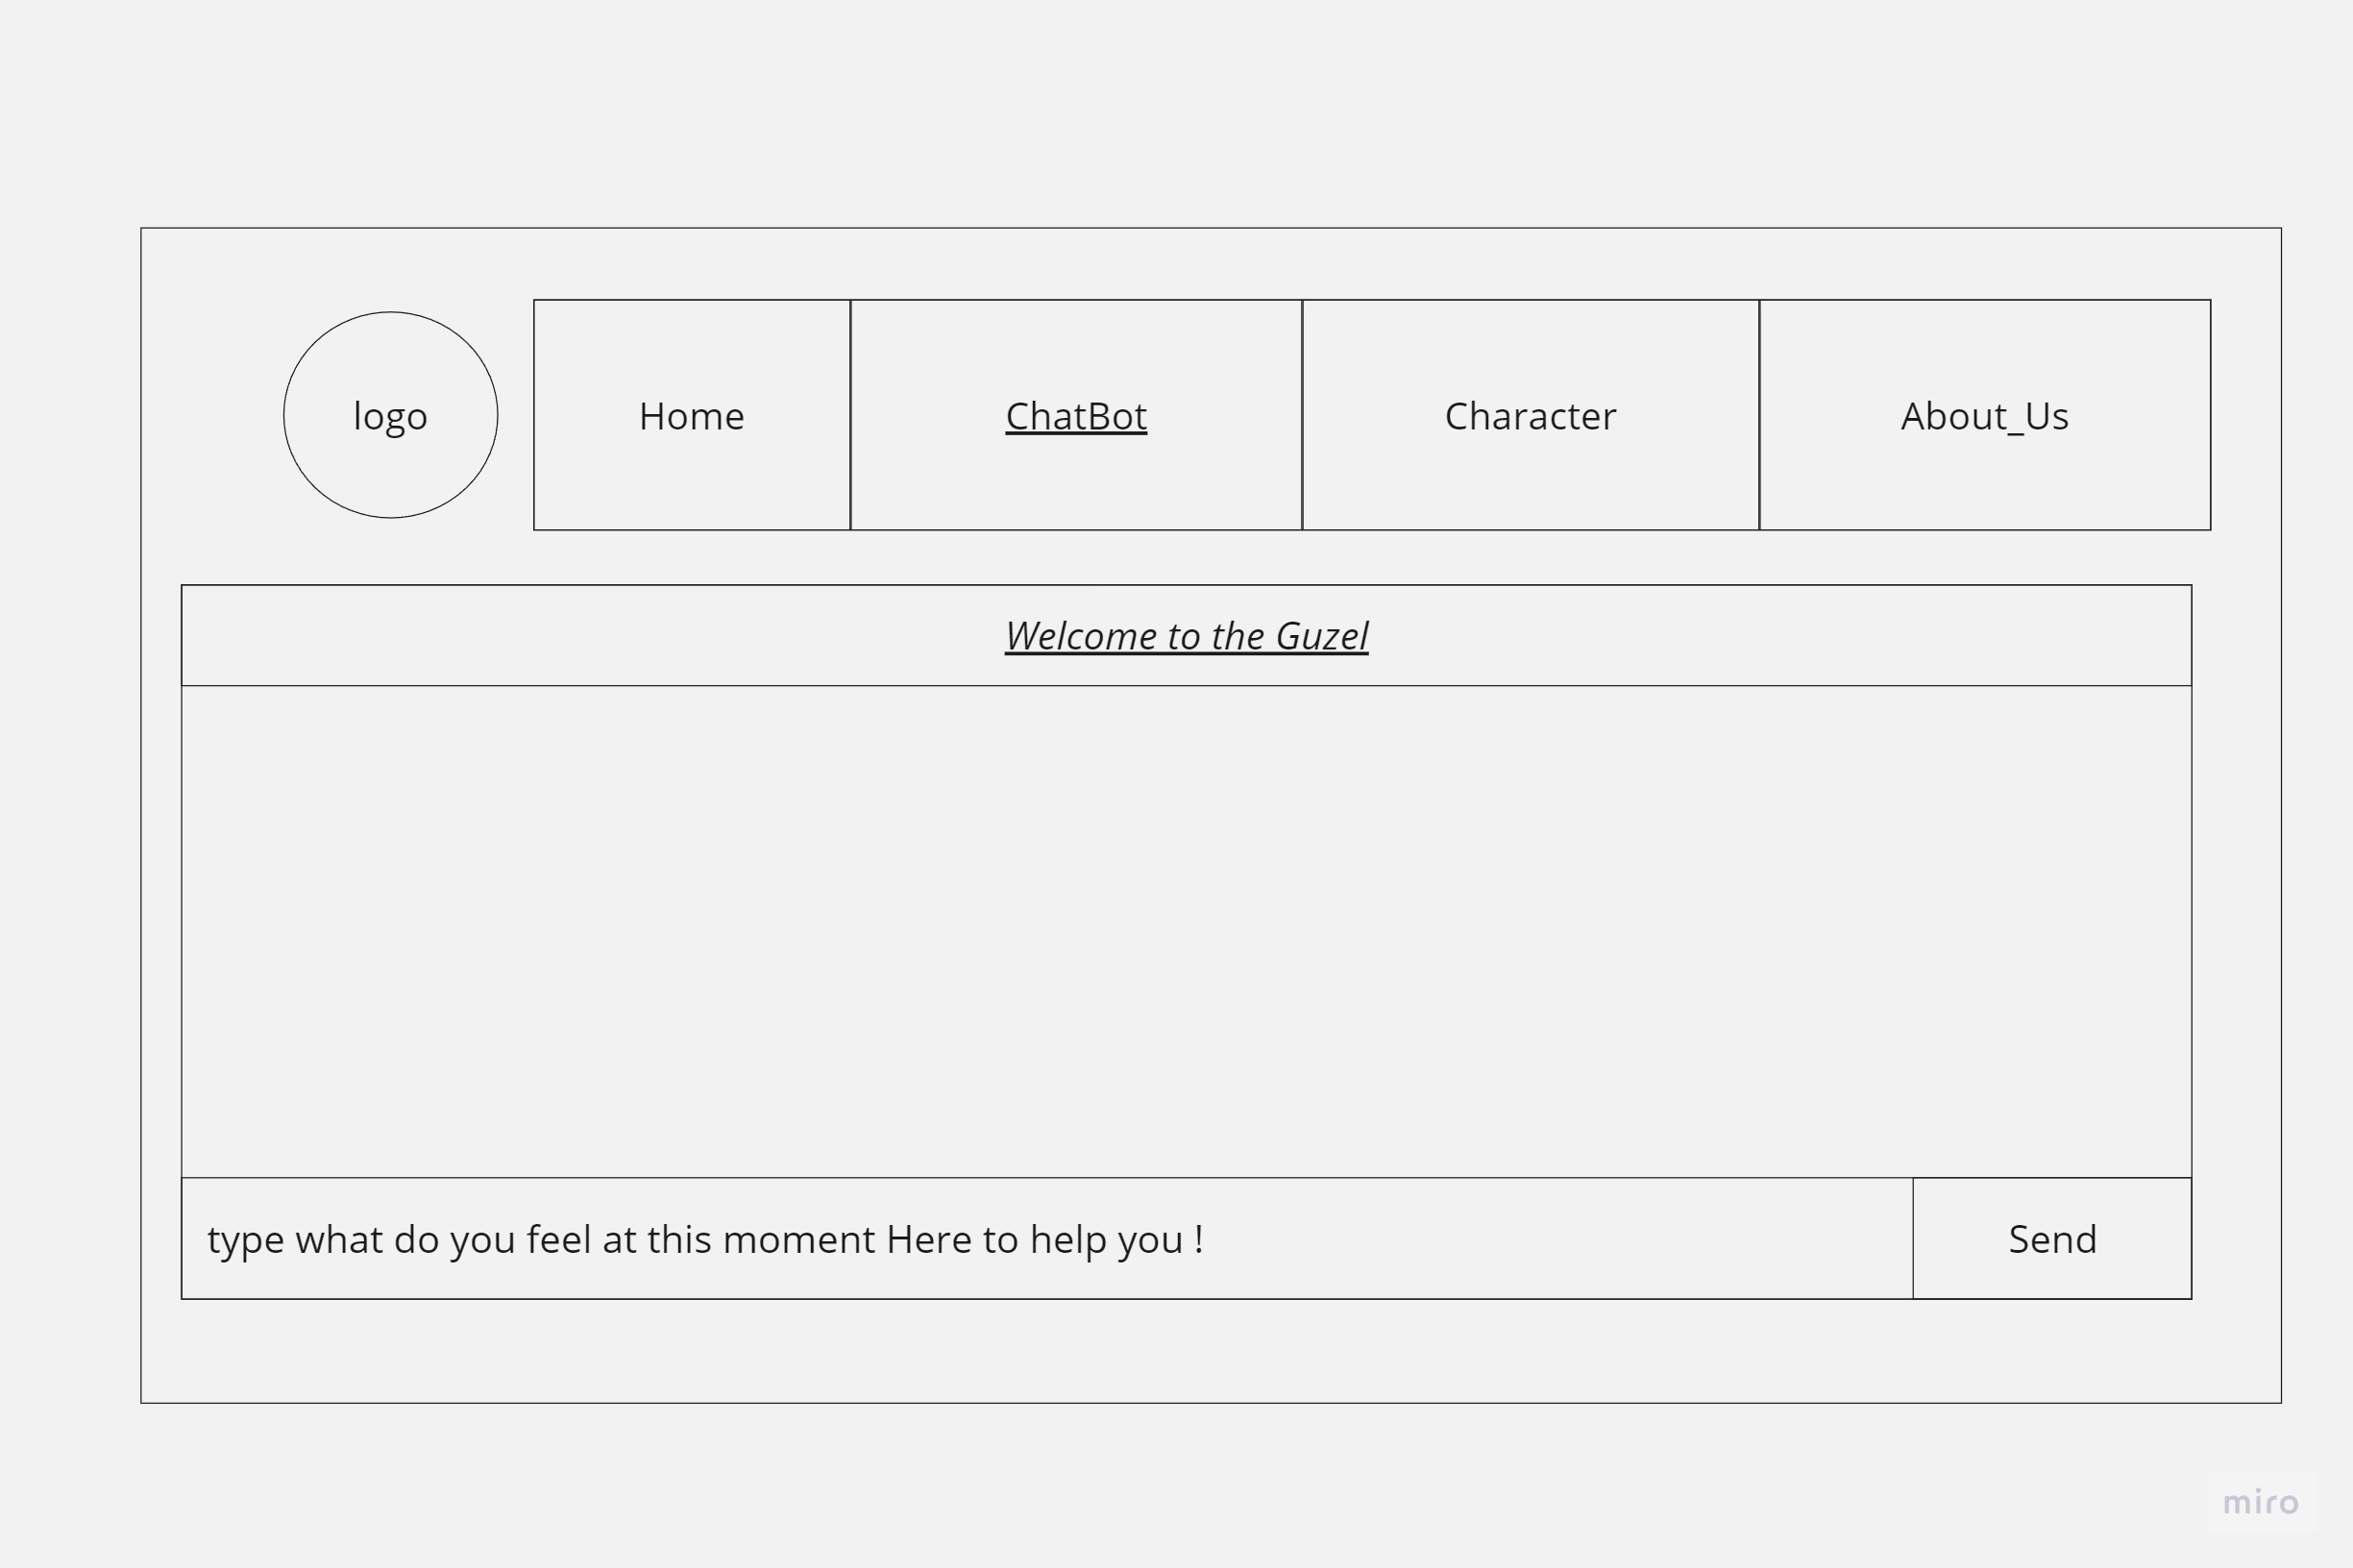 logo
Home
ChatBot
Character
About_Us
Welcome to the Guzel
type what do you feel at this moment Here to help you !
Send
miro